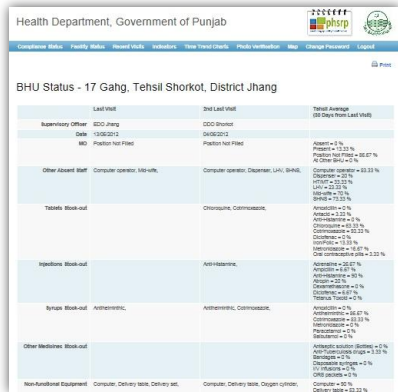 Health Department, Government of Punjab
phsrp
Compliance Status Facility Status Recent Visits Indicators Time Trend Charts Photo Verification Map Change Password Logout
Print
BHU Status - 17 Gahg, Tehsil Shorkot, District Jhang
Last Visit 2nd Last Visit Tehsil Average
(30 Days from Last Visit)
Supervisory Officer EDO Jhang DDO Shorkot
Date 13/06/2012 04/06/2012
MO Position Not Filled Position Not Filled Absent = 0 %
Present = 13.33 %
Position Not Filled = 86.67 %
At Other BHU = 0 %
Other Absent Staff Computer operator, Mid-wife, Computer operator, Dispenser, LHV, SHNS, Computer operator = 83.33 %
Dispenser = 20 %
HT/MT = 33.33 %
LHV = 23.33 %
Mid-wife = 70 %
SHNS = 73.33 %
Tablets Stock-out Chloroquine, Cotrimoxazole, Amoxicillin = 0 %
Antacid = 3.33 %
Anti-Histamine = 0 %
Chloroquine = 63.33 %
Cotrimoxazole = 93.33 %
Diclofenac = 0 %
Iron/Folic = 13.33 %
Metronidazole = 16.67 %
Oral contraceptive pills = 3.33 %
Injections Stock-out Anti-Histamine, Adrenaline = 36.67 %
Ampicillin = 6.67 %
Anti-Histamine = 90 %
Atropin = 20 %
Dexamethasone = 0 %
Diclofenac = 6.67 %
Tetanus Toxoid = 0 %
Syrups Stock-out Antihelminthic, Antihelminthic, Cotrimoxazole, Amoxicillin = 0 %
Antihelminthic = 66.67 %
Cotrimoxazole = 53.33 %
Metronidazole = 0 %
Paracetamol = 0 %
Salbutamol = 0 %
Other Medicines Stock-out Antiseptic solution (Bottles) = 0 %
Anti-Tuberculosis drugs = 3.33 %
Bandages = 0 %
Disposable syringes = 0 %
I/V infusions = 0 %
ORS packets = 0 %
Non-functional Equipment Computer, Delivery table, Delivery set, Computer, Delivery table, Oxygen cylinder, Computer = 90 %
Delivery table = 53.33 %